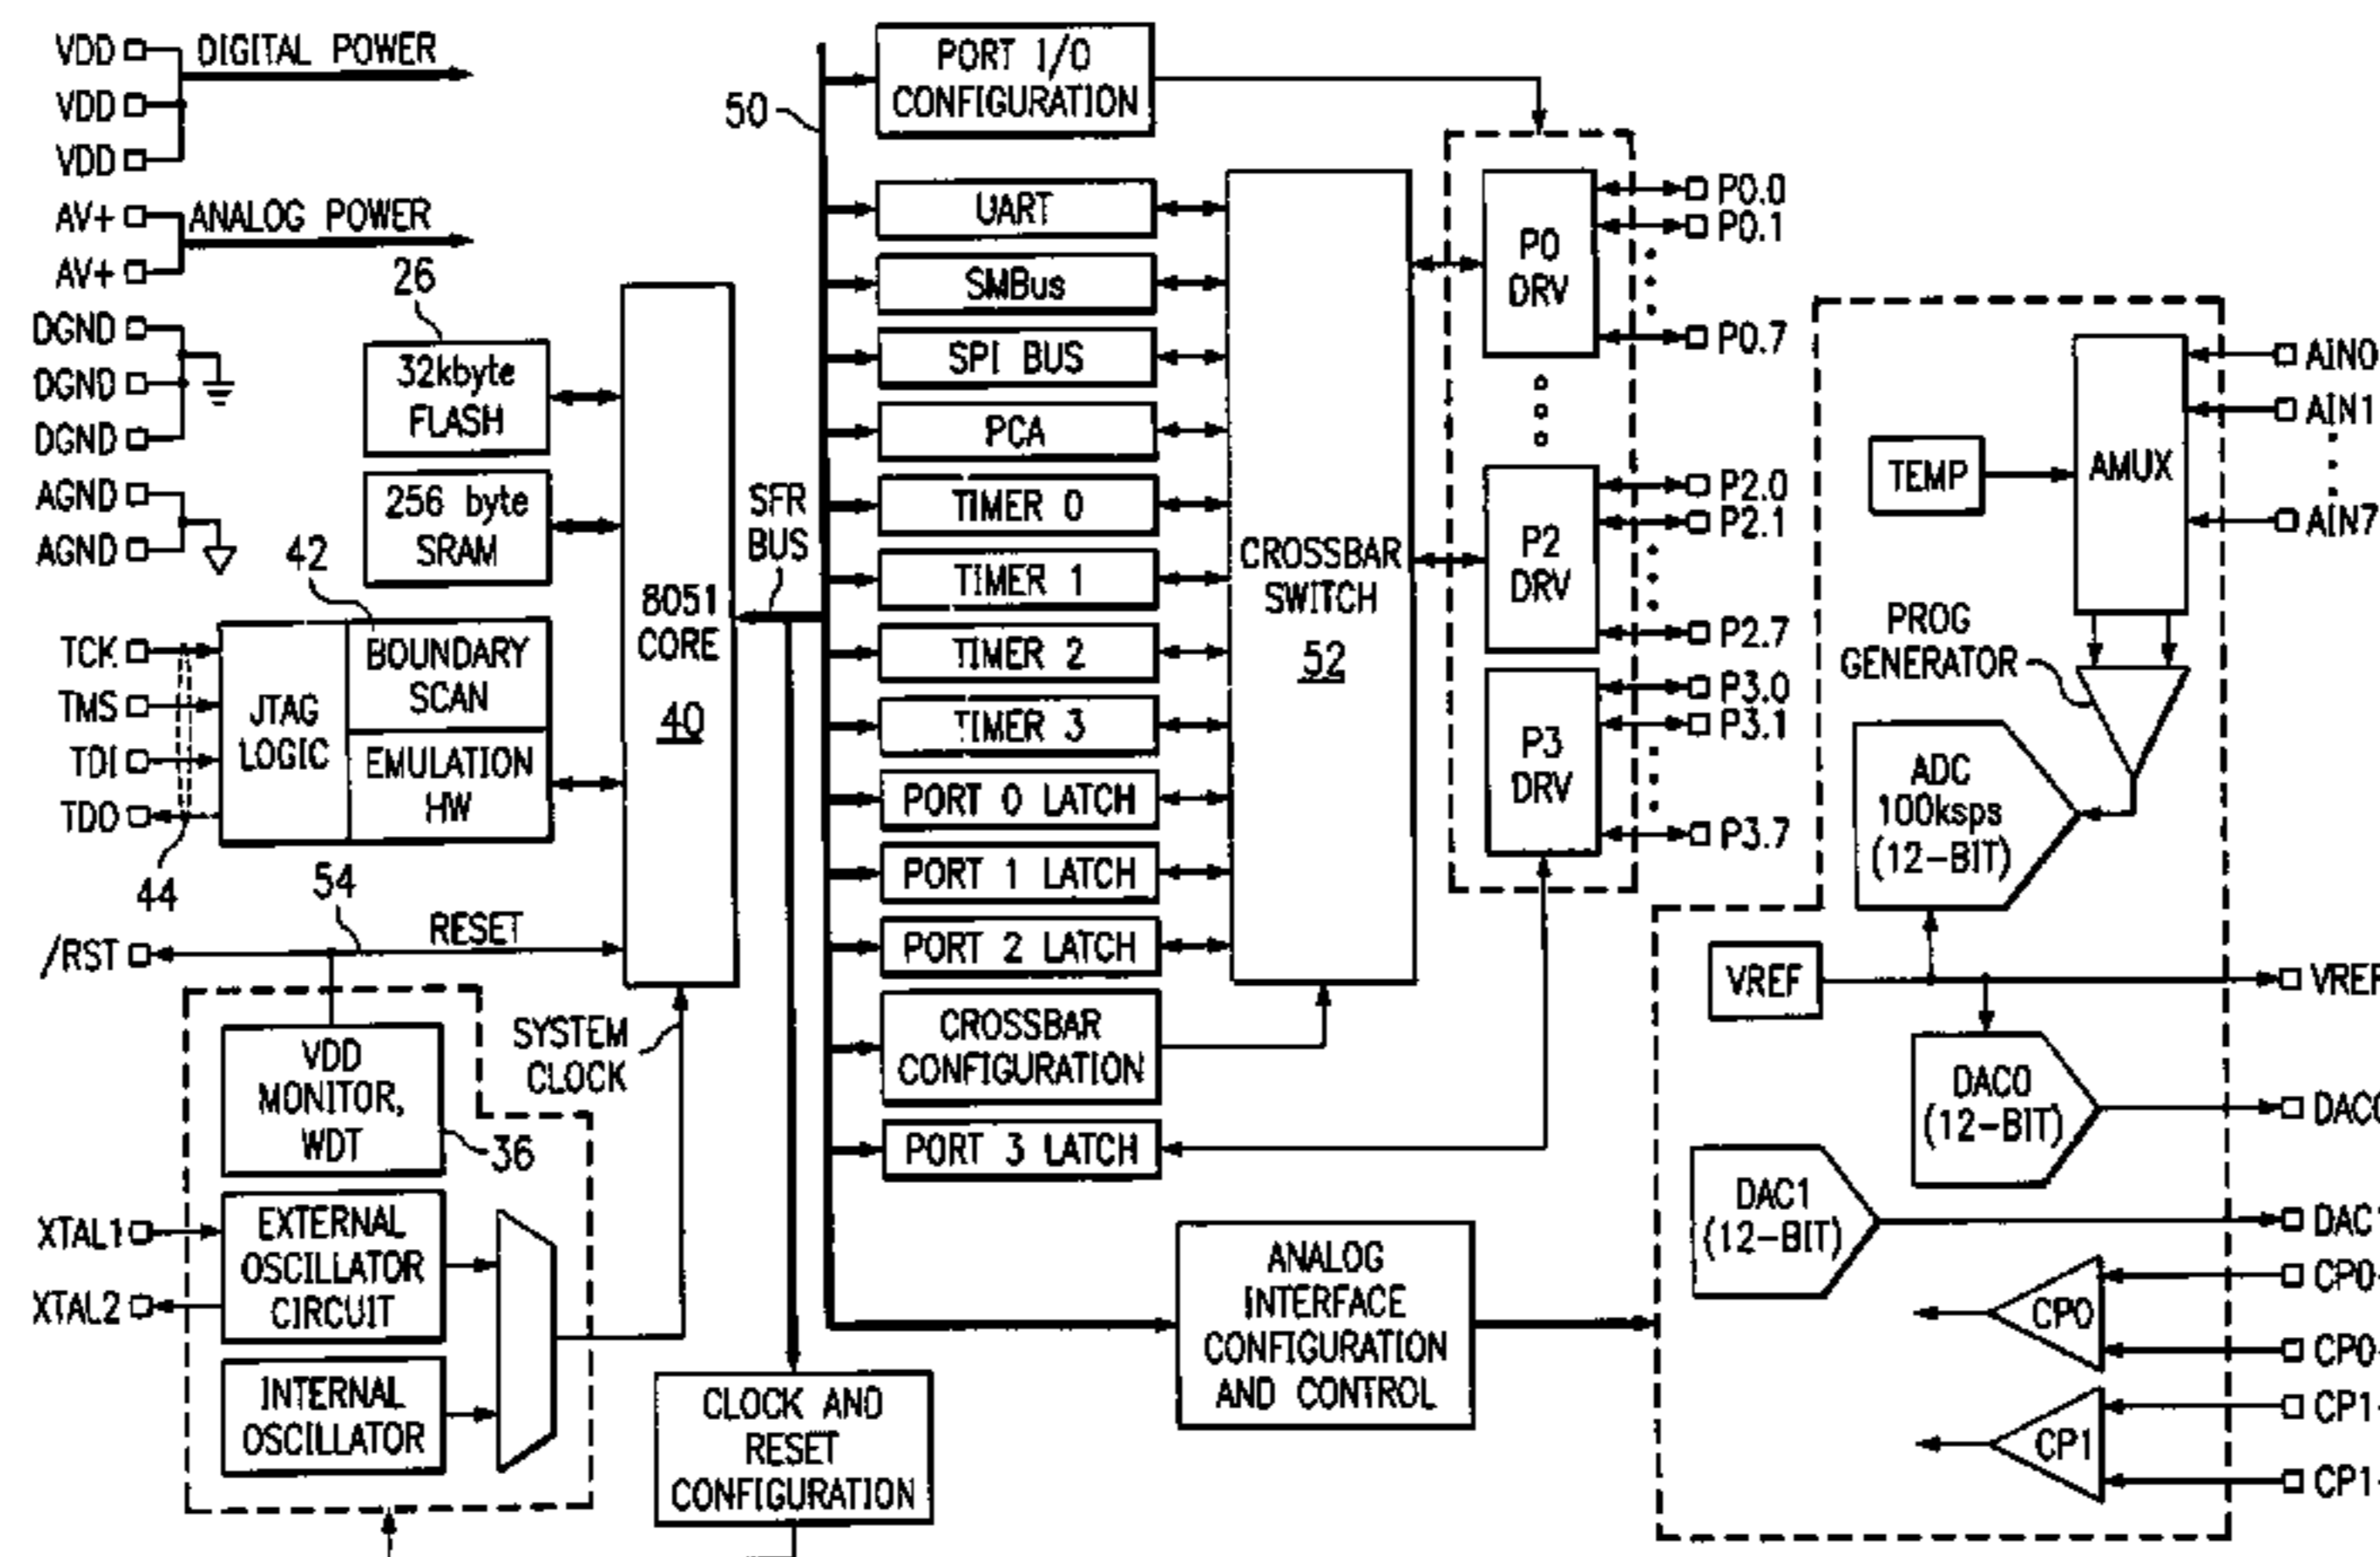 VDD
DIGITAL POWER
VDD
VDD
AV+
ANALOG POWER
AV+
DGND
DGND
DGND
AGND
AGND
26
32kbyte
FLASH
256 byte
SRAM
42
TCK
TMS
TDI
TDO
44
JTAG
LOGIC
BOUNDARY
SCAN
EMULATION
HW
54
/RST
RESET
8051
CORE
40
SFR
BUS
50
SYSTEM
CLOCK
VDD
MONITOR,
WDT
36
XTAL1
XTAL2
EXTERNAL
OSCILLATOR
CIRCUIT
INTERNAL
OSCILLATOR
CLOCK AND
RESET
CONFIGURATION
PORT I/O
CONFIGURATION
UART
SMBus
SPI BUS
PCA
TIMER 0
TIMER 1
TIMER 2
TIMER 3
PORT 0 LATCH
PORT 1 LATCH
PORT 2 LATCH
CROSSBAR
CONFIGURATION
PORT 3 LATCH
CROSSBAR
SWITCH
52
ANALOG
INTERFACE
CONFIGURATION
AND CONTROL
P0
DRV
P0.0
P0.1
P0.7
P2
DRV
P2.0
P2.1
P2.7
P3
DRV
P3.0
P3.1
P3.7
TEMP
AMUX
AIN0
AIN1
AIN7
PROG
GENERATOR
ADC
100ksps
(12-BIT)
VREF
VREF
DAC0
(12-BIT)
DAC0
DAC1
(12-BIT)
DAC1
CP0
CP0-
CP0-
CP1
CP1-
CP1-